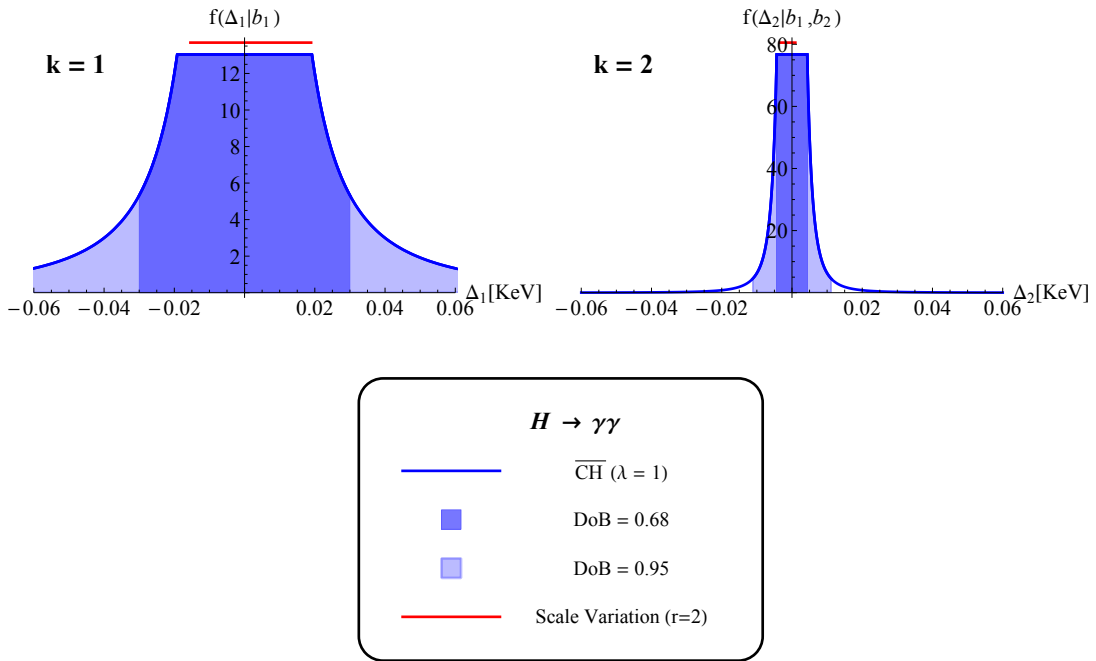 f(Δ₁|b₁)
k = 1
12
10
8
6
4
2
−0.06 −0.04 −0.02 0.02 0.04 0.06
Δ₁[KeV]
f(Δ₂|b₁,b₂)
k = 2
80
60
40
20
−0.06 −0.04 −0.02 0.02 0.04 0.06
Δ₂[KeV]
H → γγ
C̅H̅ (λ = 1)
DoB = 0.68
DoB = 0.95
Scale Variation (r=2)